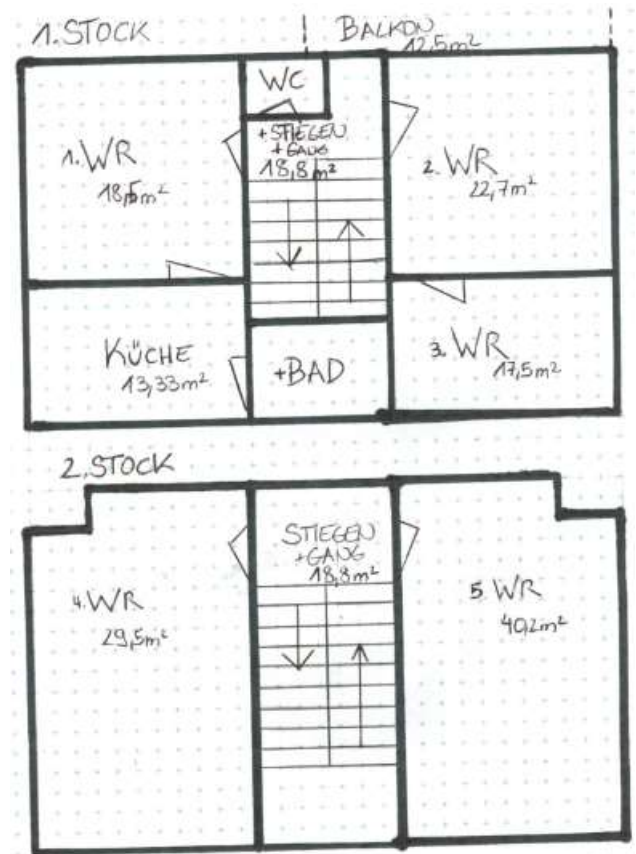 1. STOCK
BALKON
12,5m²
WC
+STIEGEN
+GANG
18,8m²
1. WR
18,5m²
2. WR
22,7m²
KÜCHE
13,33m²
+BAD
3. WR
17,5m²
2. STOCK
STIEGEN
+GANG
18,8m²
4. WR
29,5m²
5. WR
40,2m²